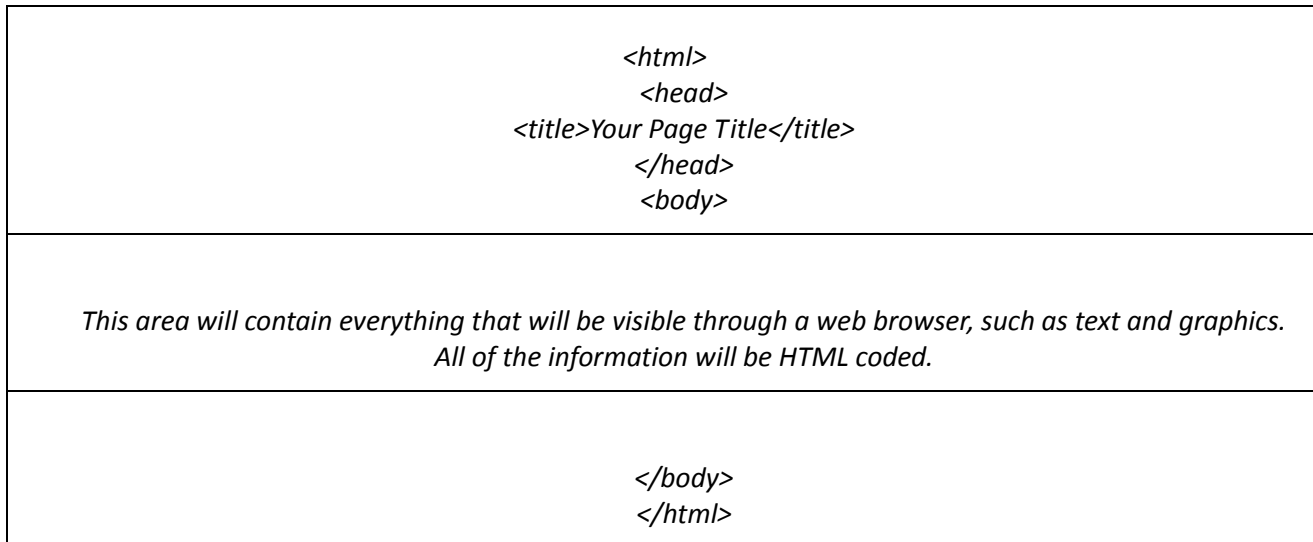 <html>
<head>
<title>Your Page Title</title>
</head>
<body>
This area will contain everything that will be visible through a web browser, such as text and graphics.
All of the information will be HTML coded.
</body>
</html>